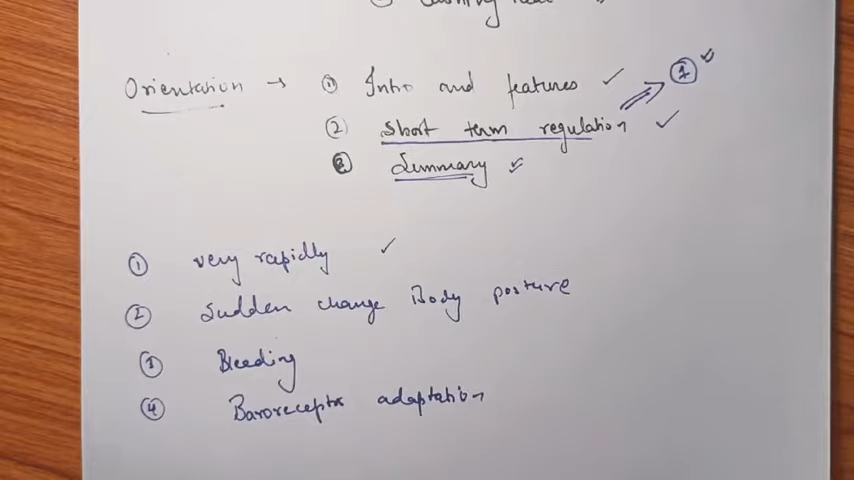 Orientation → ① Intro and features ✓ ① ✓
② Short term regulation ✓
③ Summary ✓
① very rapidly ✓
② Sudden change Body posture
③ Bleeding
④ Baroreceptor adaptation